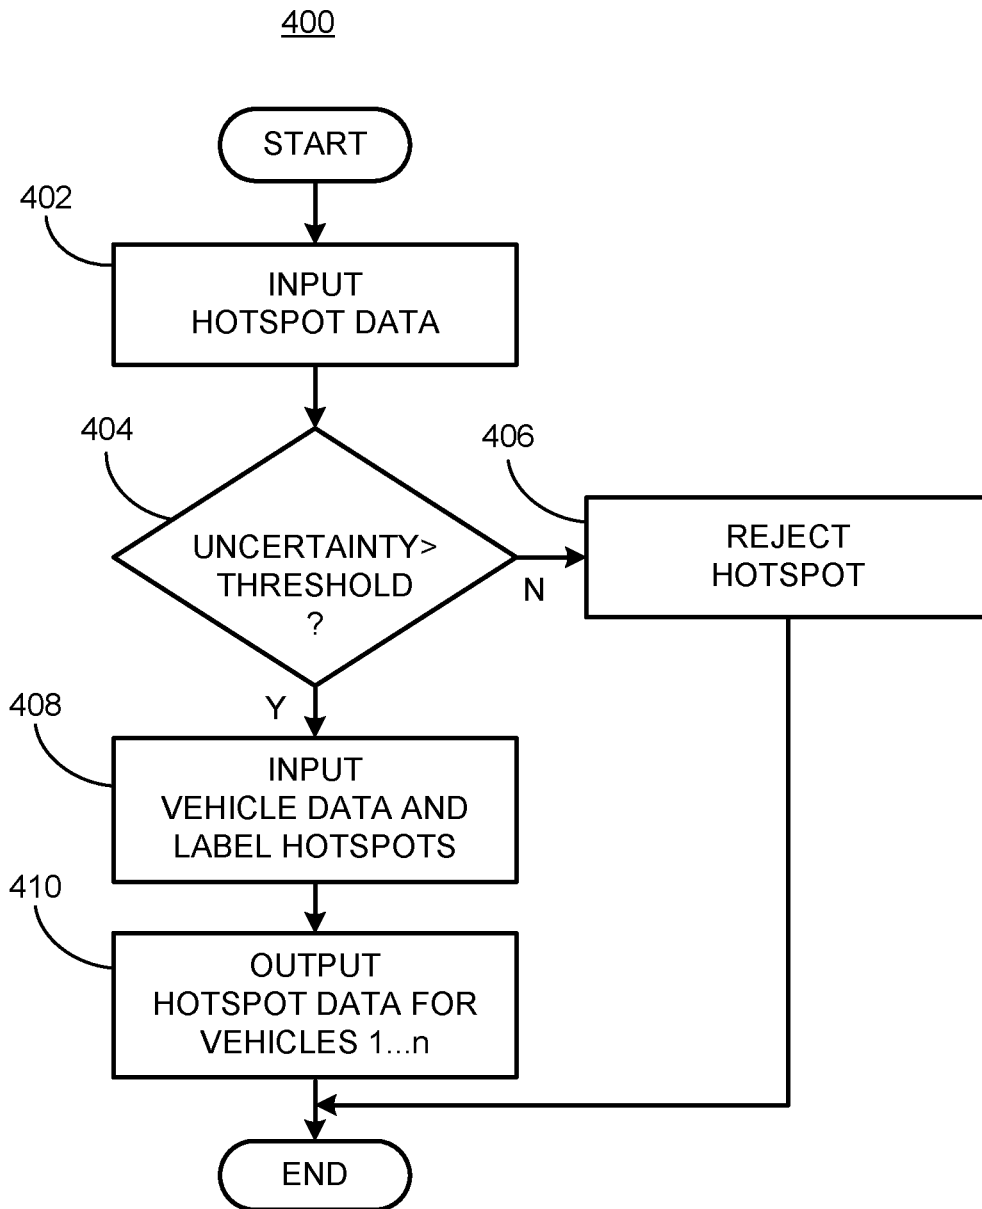 400
START
402
INPUT
HOTSPOT DATA
404
UNCERTAINTY>
THRESHOLD
?
N
406
REJECT
HOTSPOT
Y
408
INPUT
VEHICLE DATA AND
LABEL HOTSPOTS
410
OUTPUT
HOTSPOT DATA FOR
VEHICLES 1...n
END